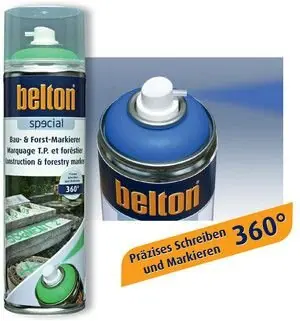 belton
special
Bau- & Forst-Markierer
Marquage T.P. et forestier
Construction & forestry marker
360°
belton
Präzises Schreiben
und Markieren
360°